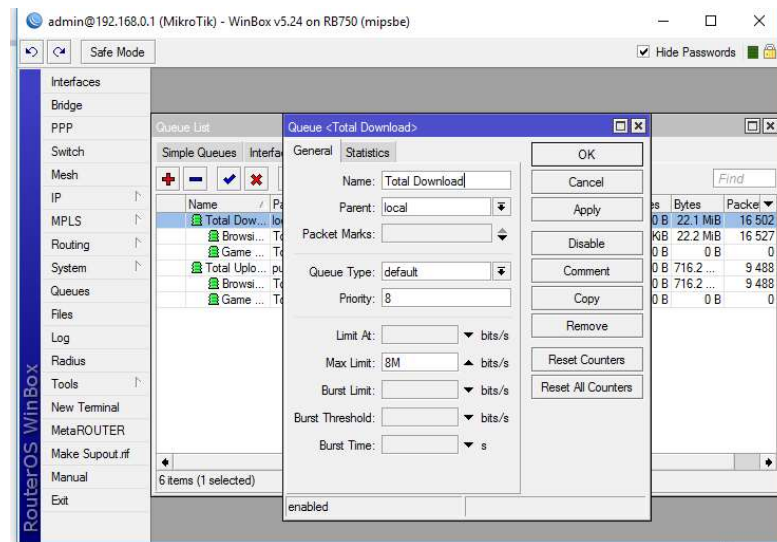 admin@192.168.0.1 (MikroTik) - WinBox v5.24 on RB750 (mipsbe)
Safe Mode
Hide Passwords
Interfaces
Bridge
PPP
Switch
Mesh
IP
MPLS
Routing
System
Queues
Files
Log
Radius
Tools
New Terminal
MetaROUTER
Make Supout.rif
Manual
Exit
RouterOS WinBox
Queue List
Simple Queues
Find
Name
Bytes
Packe
Total Dow...
0 B 22.1 MiB 16 502
Browsi...
22.2 MiB 16 527
Game ...
0 B 0 B 0
Total Uplo...
0 B 716.2 ... 9 488
Browsi...
0 B 716.2 ... 9 488
Game ...
0 B 0 B 0
6 items (1 selected)
Queue <Total Download>
General Statistics
Name: Total Download
Parent: local
Packet Marks:
Queue Type: default
Priority: 8
Limit At: bits/s
Max Limit: 8M bits/s
Burst Limit: bits/s
Burst Threshold: bits/s
Burst Time: s
enabled
OK
Cancel
Apply
Disable
Comment
Copy
Remove
Reset Counters
Reset All Counters